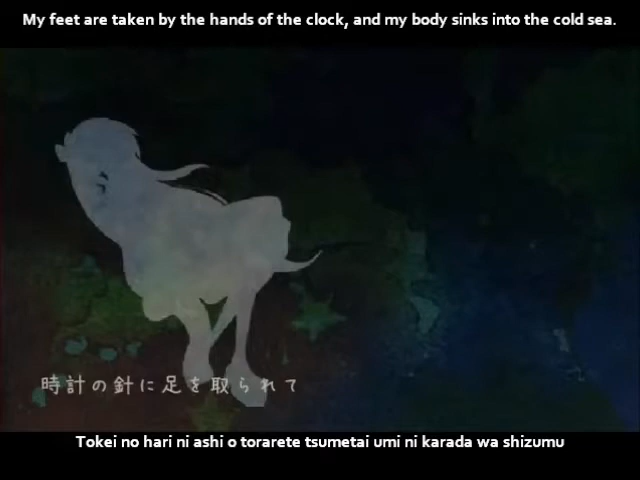 My feet are taken by the hands of the clock, and my body sinks into the cold sea.
時計の針に足を取られて
Tokei no hari ni ashi o torarete tsumetai umi ni karada wa shizumu